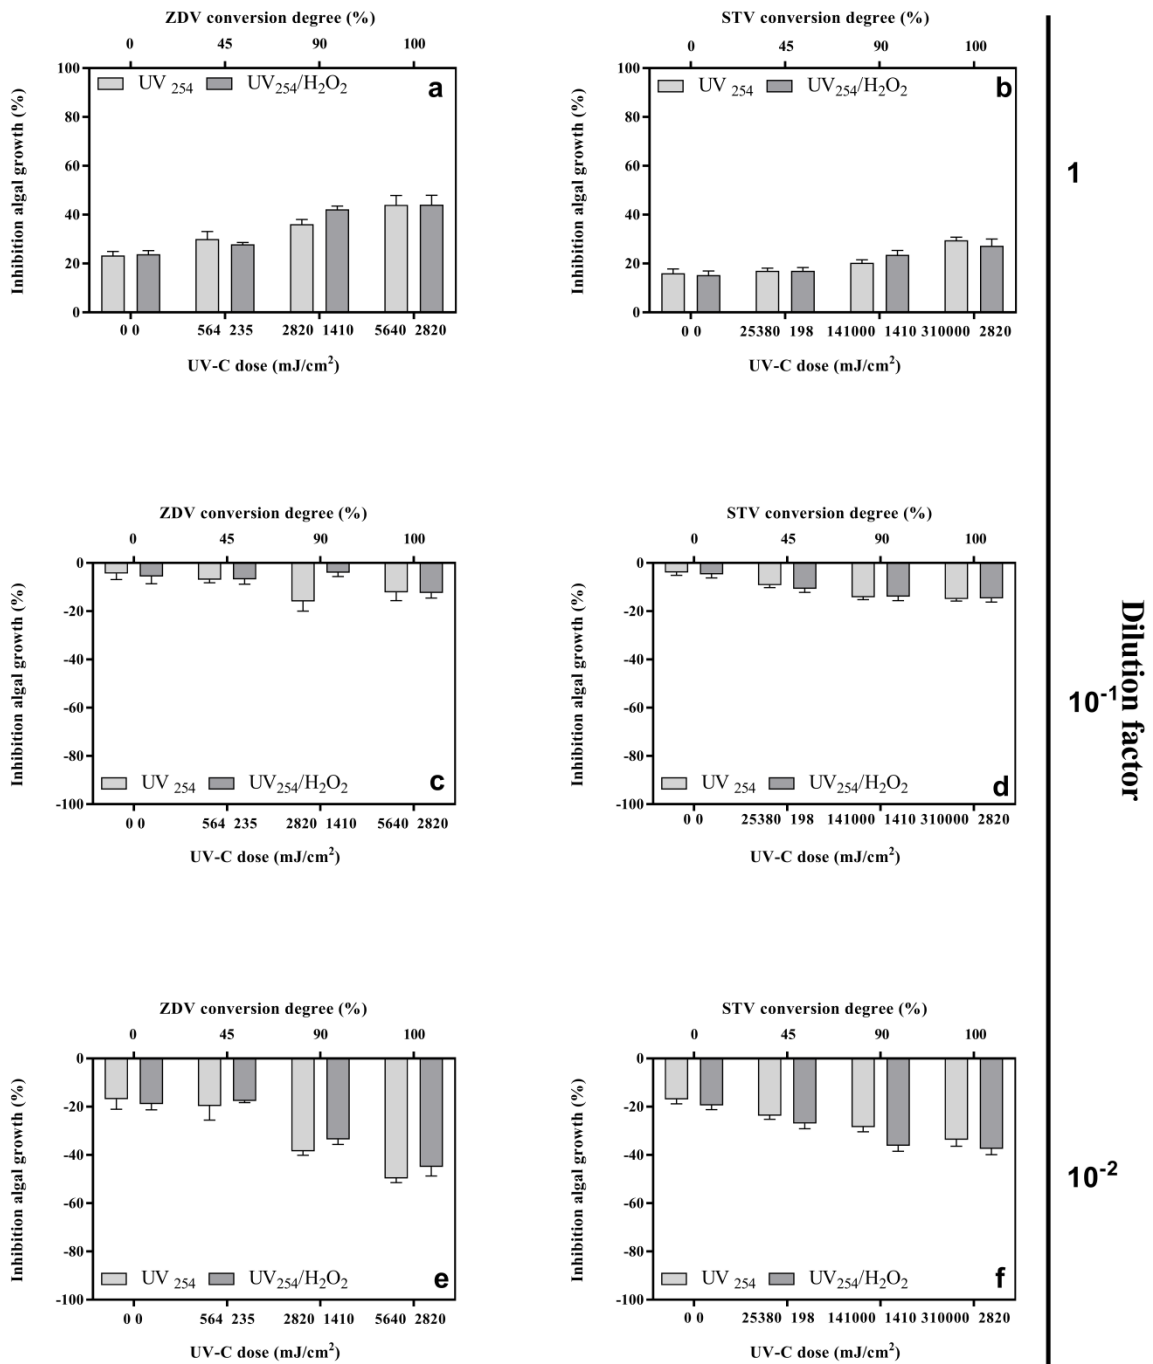 ZDV conversion degree (%)
0 45 90 100
UV 254 UV254/H2O2
a
100
80
60
40
20
0
Inhibition algal growth (%)
0 0 564 235 2820 1410 5640 2820
UV-C dose (mJ/cm2)
STV conversion degree (%)
0 45 90 100
UV 254 UV254/H2O2
b
100
80
60
40
20
0
Inhibition algal growth (%)
0 0 25380 198 141000 1410 310000 2820
UV-C dose (mJ/cm2)
1
ZDV conversion degree (%)
0 45 90 100
0
-20
-40
-60
-80
-100
Inhibition algal growth (%)
UV 254 UV254/H2O2
c
0 0 564 235 2820 1410 5640 2820
UV-C dose (mJ/cm2)
STV conversion degree (%)
0 45 90 100
0
-20
-40
-60
-80
-100
Inhibition algal growth (%)
UV 254 UV254/H2O2
d
0 0 25380 198 141000 1410 310000 2820
UV-C dose (mJ/cm2)
10-1
Dilution factor
ZDV conversion degree (%)
0 45 90 100
0
-20
-40
-60
-80
-100
Inhibition algal growth (%)
UV 254 UV254/H2O2
e
0 0 564 235 2820 1410 5640 2820
UV-C dose (mJ/cm2)
STV conversion degree (%)
0 45 90 100
0
-20
-40
-60
-80
-100
Inhibition algal growth (%)
UV 254 UV254/H2O2
f
0 0 25380 198 141000 1410 310000 2820
UV-C dose (mJ/cm2)
10-2